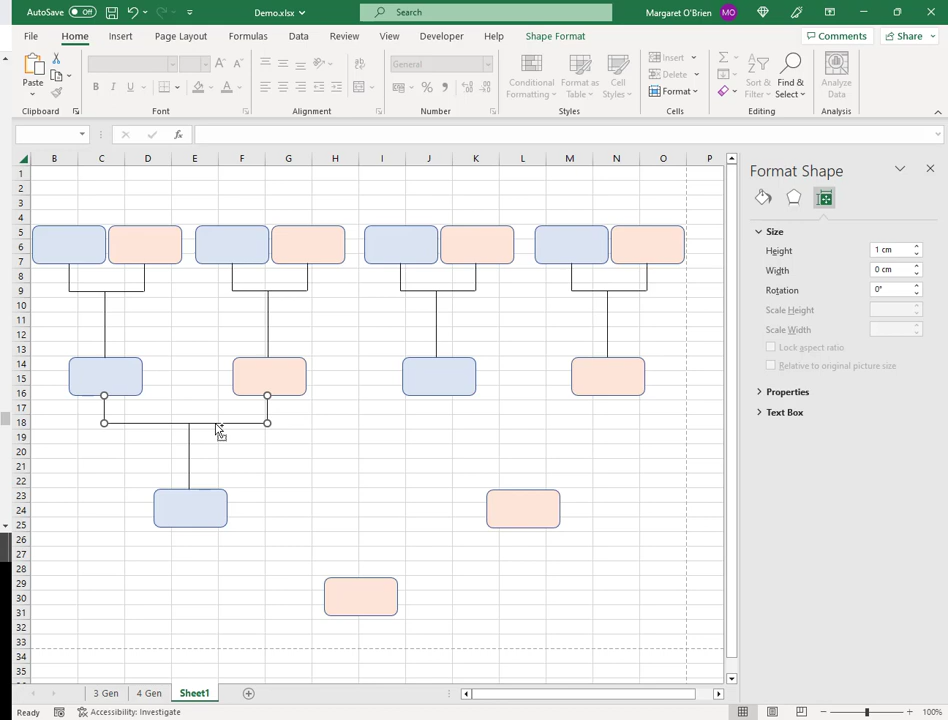 AutoSave Off Demo.xlsx Search Margaret O'Brien MO
File Home Insert Page Layout Formulas Data Review View Developer Help Shape Format Comments Share
Paste B I U A A A General % , Conditional Formatting Format as Table Cell Styles Insert Delete Format Sort & Filter Find & Select Analyze Data
Clipboard Font Alignment Number Styles Cells Editing Analysis
fx
B C D E F G H I J K L M N O P
1
2
3
4
5
6
7
8
9
10
11
12
13
14
15
16
17
18
19
20
21
22
23
24
25
26
27
28
29
30
31
32
33
34
35
Format Shape
Size
Height 1 cm
Width 0 cm
Rotation 0°
Scale Height
Scale Width
Lock aspect ratio
Relative to original picture size
Properties
Text Box
3 Gen 4 Gen Sheet1
Ready Accessibility: Investigate 100%